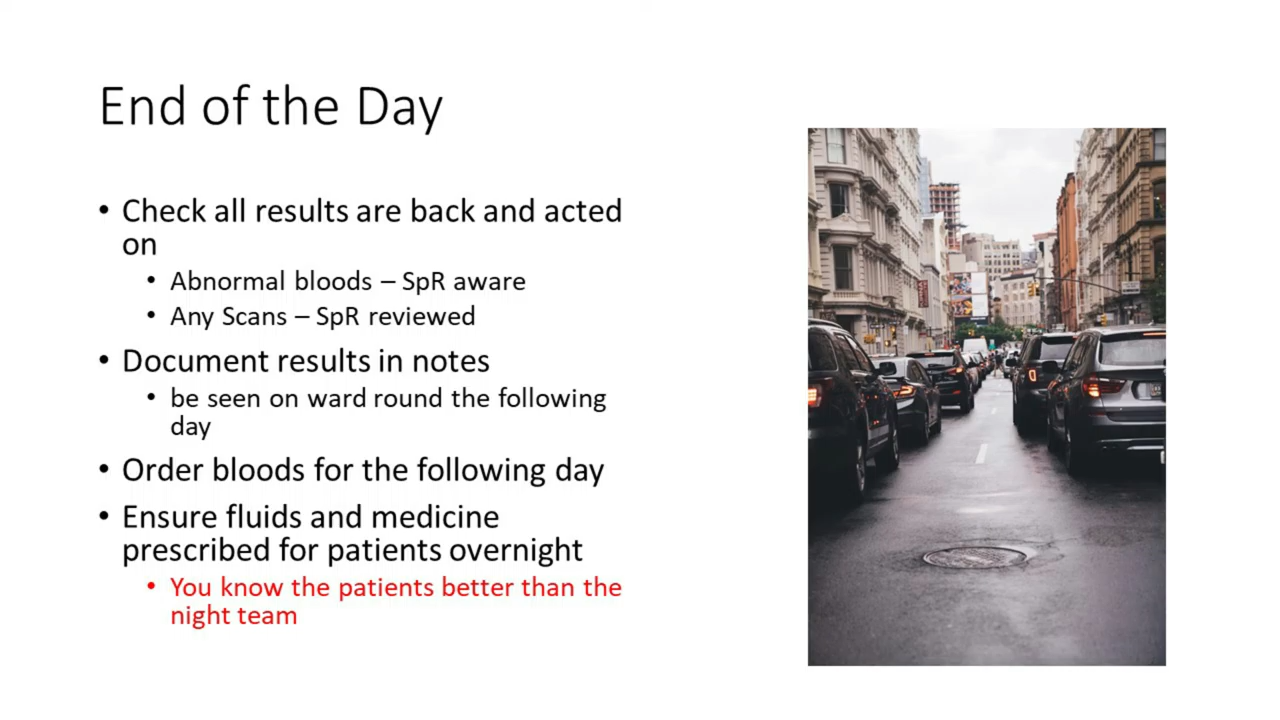 End of the Day
• Check all results are back and acted
on
• Abnormal bloods – SpR aware
• Any Scans – SpR reviewed
• Document results in notes
• be seen on ward round the following
day
• Order bloods for the following day
• Ensure fluids and medicine
prescribed for patients overnight
• You know the patients better than the
night team